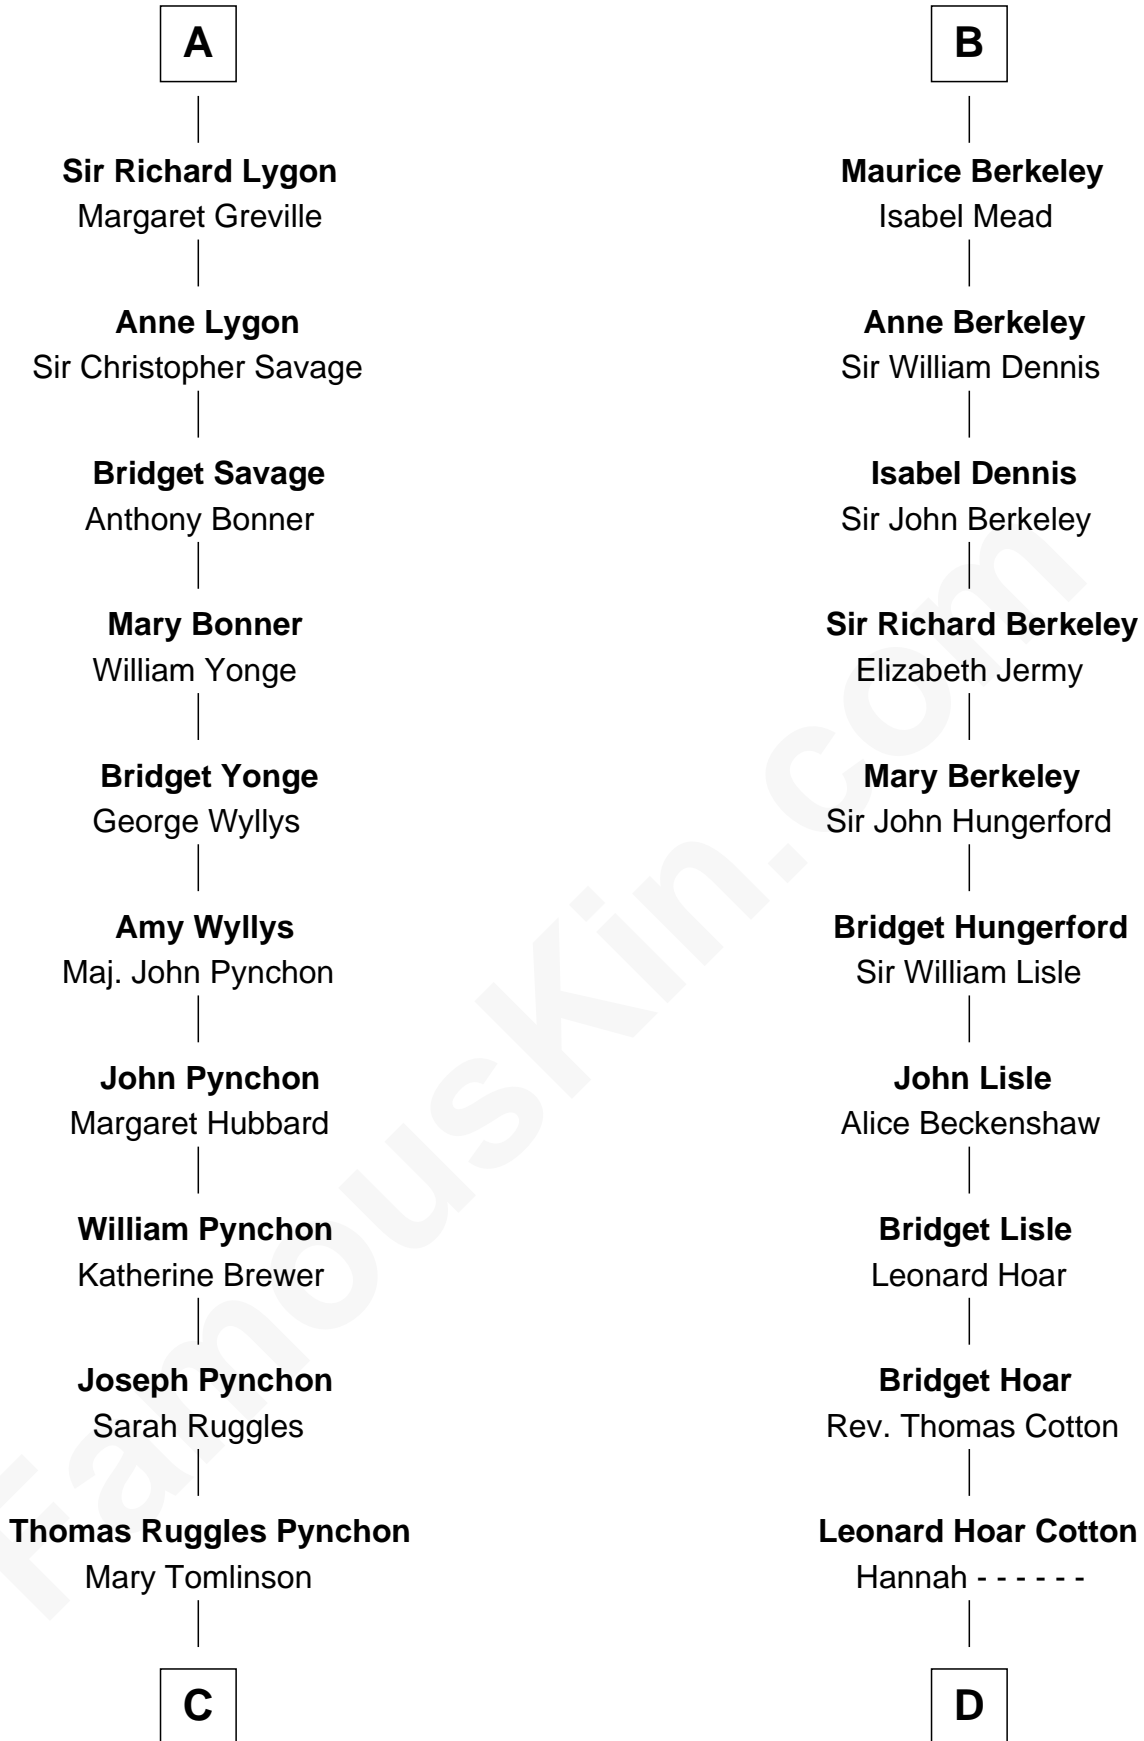 A
Sir Richard Lygon
Margaret Greville
Anne Lygon
Sir Christopher Savage
Bridget Savage
Anthony Bonner
Mary Bonner
William Yonge
Bridget Yonge
George Wyllys
Amy Wyllys
Maj. John Pynchon
John Pynchon
Margaret Hubbard
William Pynchon
Katherine Brewer
Joseph Pynchon
Sarah Ruggles
Thomas Ruggles Pynchon
Mary Tomlinson
C
B
Maurice Berkeley
Isabel Mead
Anne Berkeley
Sir William Dennis
Isabel Dennis
Sir John Berkeley
Sir Richard Berkeley
Elizabeth Jermy
Mary Berkeley
Sir John Hungerford
Bridget Hungerford
Sir William Lisle
John Lisle
Alice Beckenshaw
Bridget Lisle
Leonard Hoar
Bridget Hoar
Rev. Thomas Cotton
Leonard Hoar Cotton
Hannah - - - - - -
D
FamousKin.com